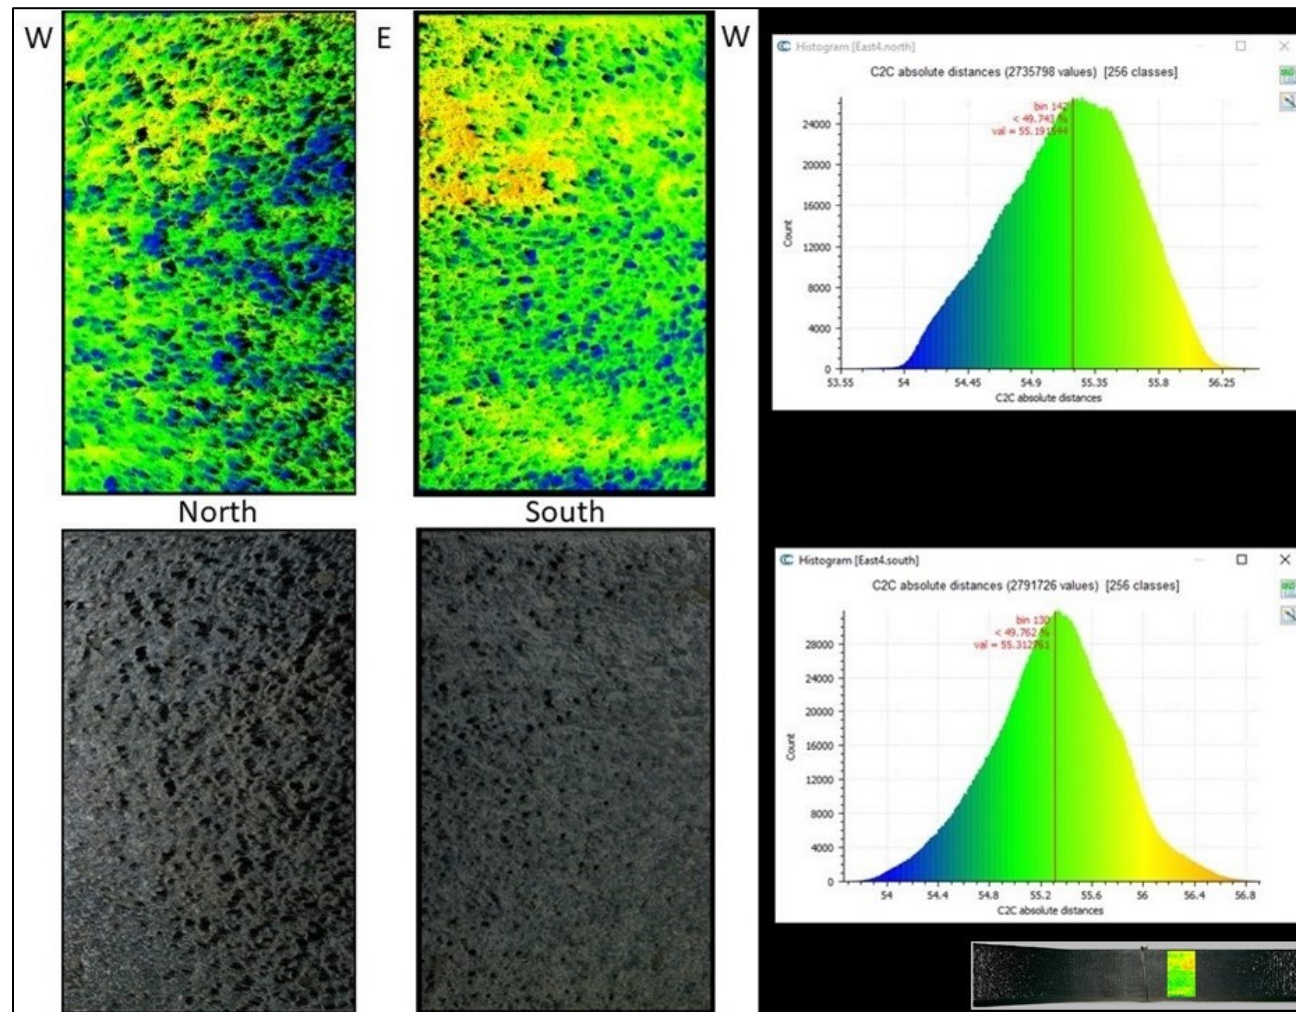 W
E
W
North
South
Histogram [East4.north]
C2C absolute distances (2735798 values) [256 classes]
bin 142
< 49.743 %
val = 55.191544
Count
24000
20000
16000
12000
8000
4000
0
53.55 54 54.45 54.9 55.35 55.8 56.25
C2C absolute distances
Histogram [East4.south]
C2C absolute distances (2791726 values) [256 classes]
bin 130
< 49.762 %
val = 55.312761
Count
28000
24000
20000
16000
12000
8000
4000
0
54 54.4 54.8 55.2 55.6 56 56.4 56.8
C2C absolute distances